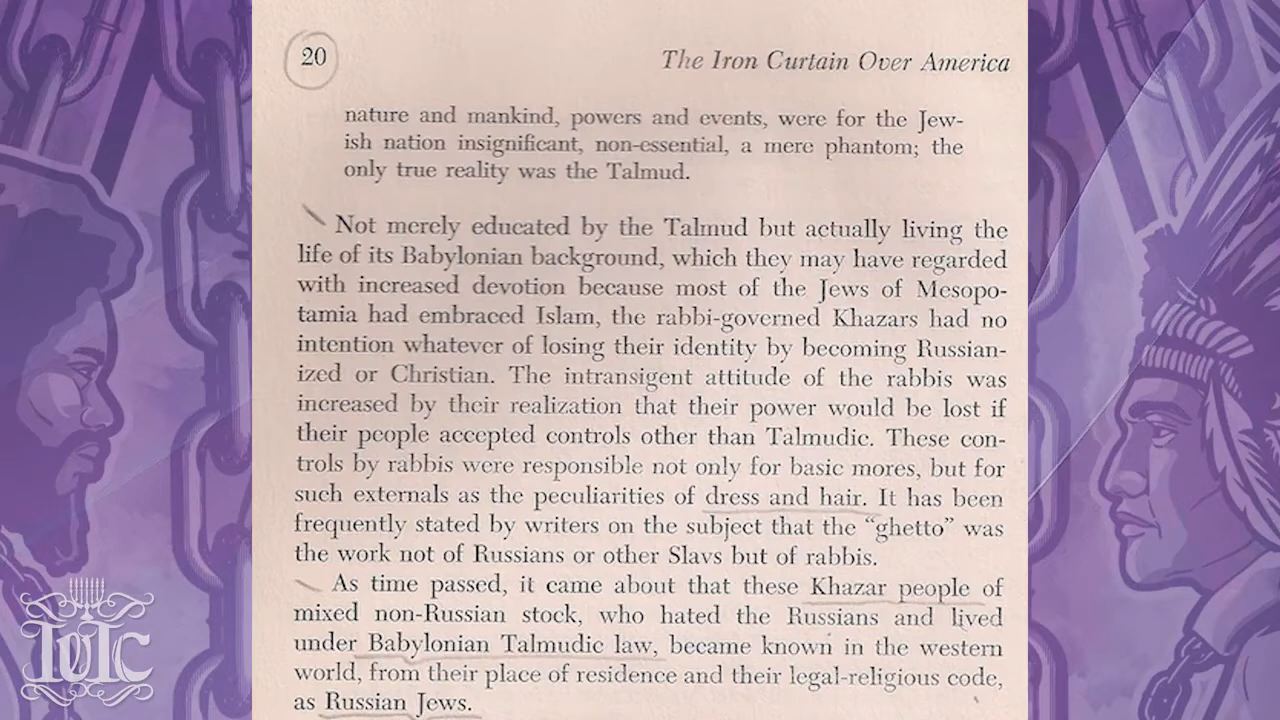 20
The Iron Curtain Over America
nature and mankind, powers and events, were for the Jew-
ish nation insignificant, non-essential, a mere phantom; the
only true reality was the Talmud.
Not merely educated by the Talmud but actually living the
life of its Babylonian background, which they may have regarded
with increased devotion because most of the Jews of Mesopo-
tamia had embraced Islam, the rabbi-governed Khazars had no
intention whatever of losing their identity by becoming Russian-
ized or Christian. The intransigent attitude of the rabbis was
increased by their realization that their power would be lost if
their people accepted controls other than Talmudic. These con-
trols by rabbis were responsible not only for basic mores, but for
such externals as the peculiarities of dress and hair. It has been
frequently stated by writers on the subject that the “ghetto” was
the work not of Russians or other Slavs but of rabbis.
As time passed, it came about that these Khazar people of
mixed non-Russian stock, who hated the Russians and lived
under Babylonian Talmudic law, became known in the western
world, from their place of residence and their legal-religious code,
as Russian Jews.
IUIC